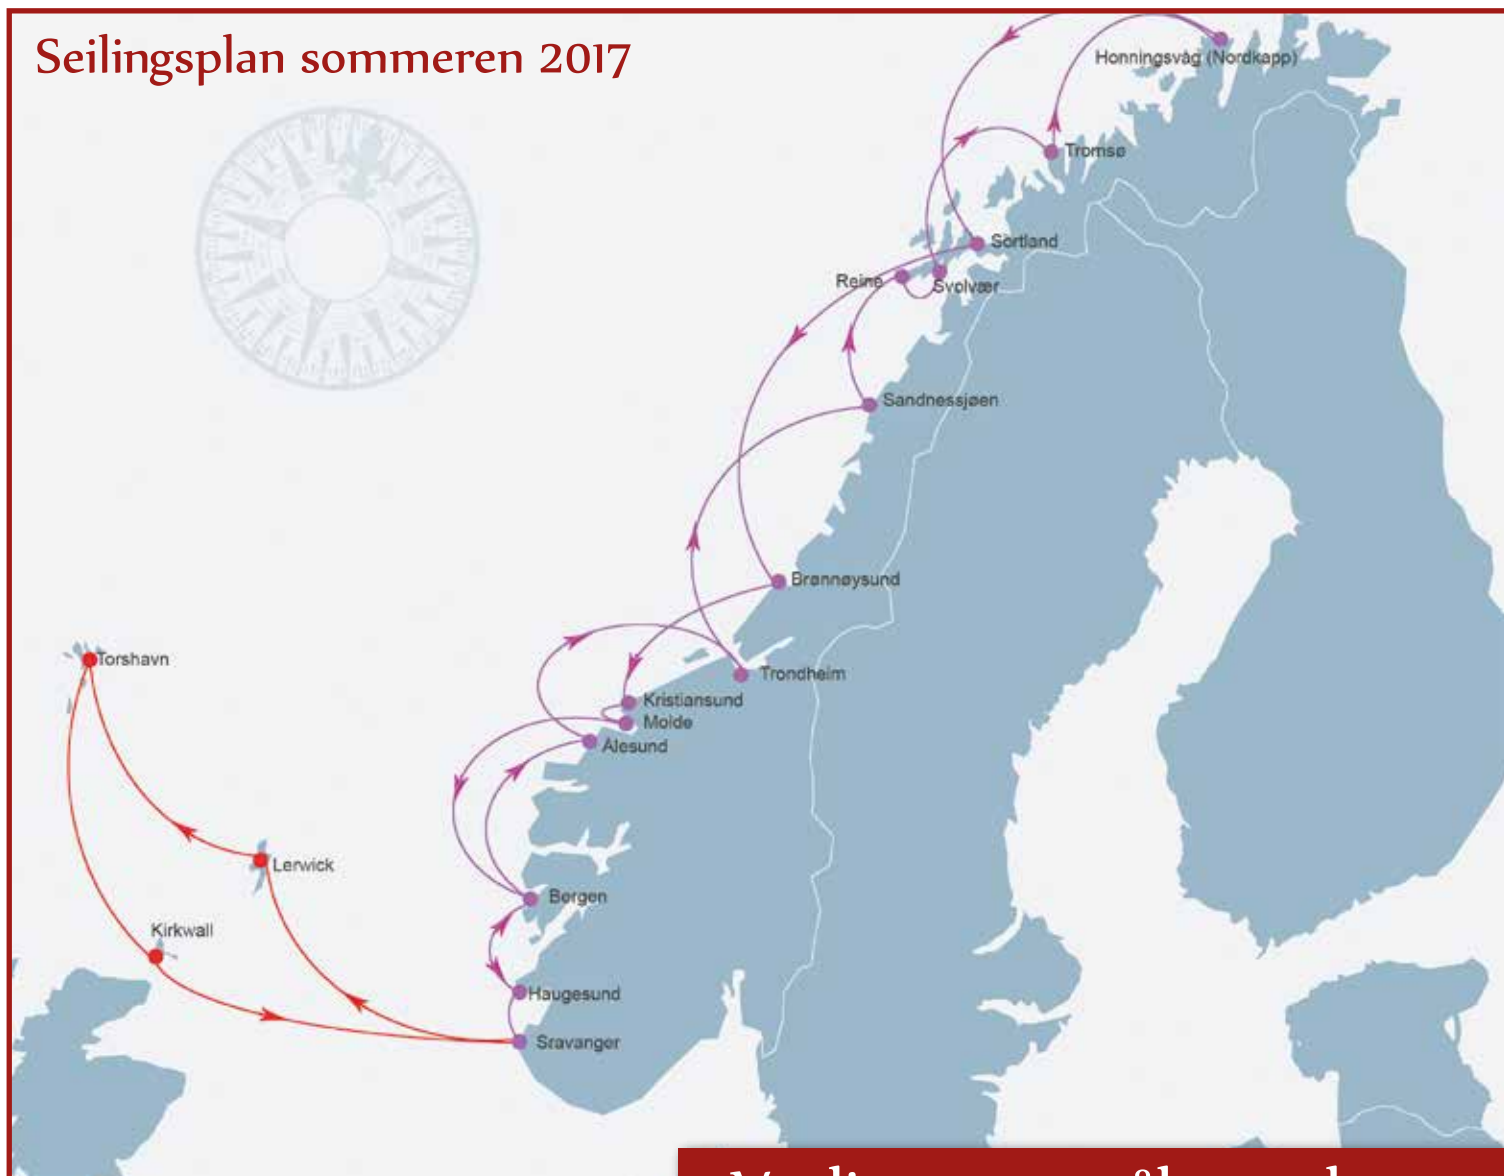 Seilingsplan sommeren 2017
Honningsvåg (Nordkapp)
Tromsø
Sortland
Reine
Svolvær
Sandnessjøen
Brønnøysund
Torshavn
Trondheim
Kristiansund
Molde
Ålesund
Lerwick
Bergen
Kirkwall
Haugesund
Sravanger